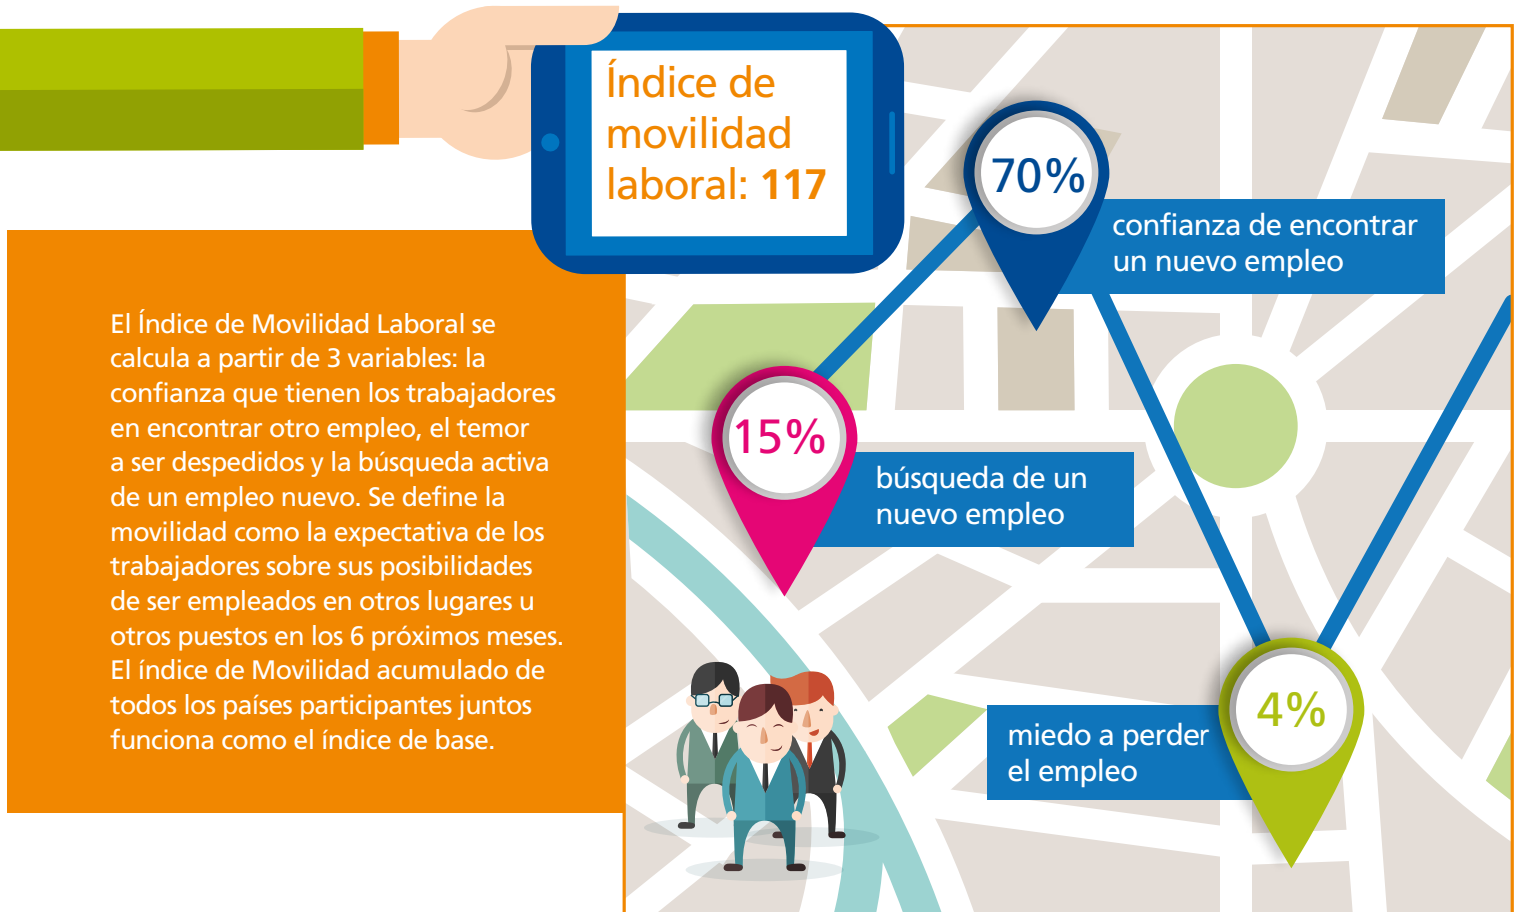 Índice de
movilidad
laboral: 117
El Índice de Movilidad Laboral se
calcula a partir de 3 variables: la
confianza que tienen los trabajadores
en encontrar otro empleo, el temor
a ser despedidos y la búsqueda activa
de un empleo nuevo. Se define la
movilidad como la expectativa de los
trabajadores sobre sus posibilidades
de ser empleados en otros lugares u
otros puestos en los 6 próximos meses.
El índice de Movilidad acumulado de
todos los países participantes juntos
funciona como el índice de base.
70%
confianza de encontrar
un nuevo empleo
15%
búsqueda de un
nuevo empleo
4%
miedo a perder
el empleo